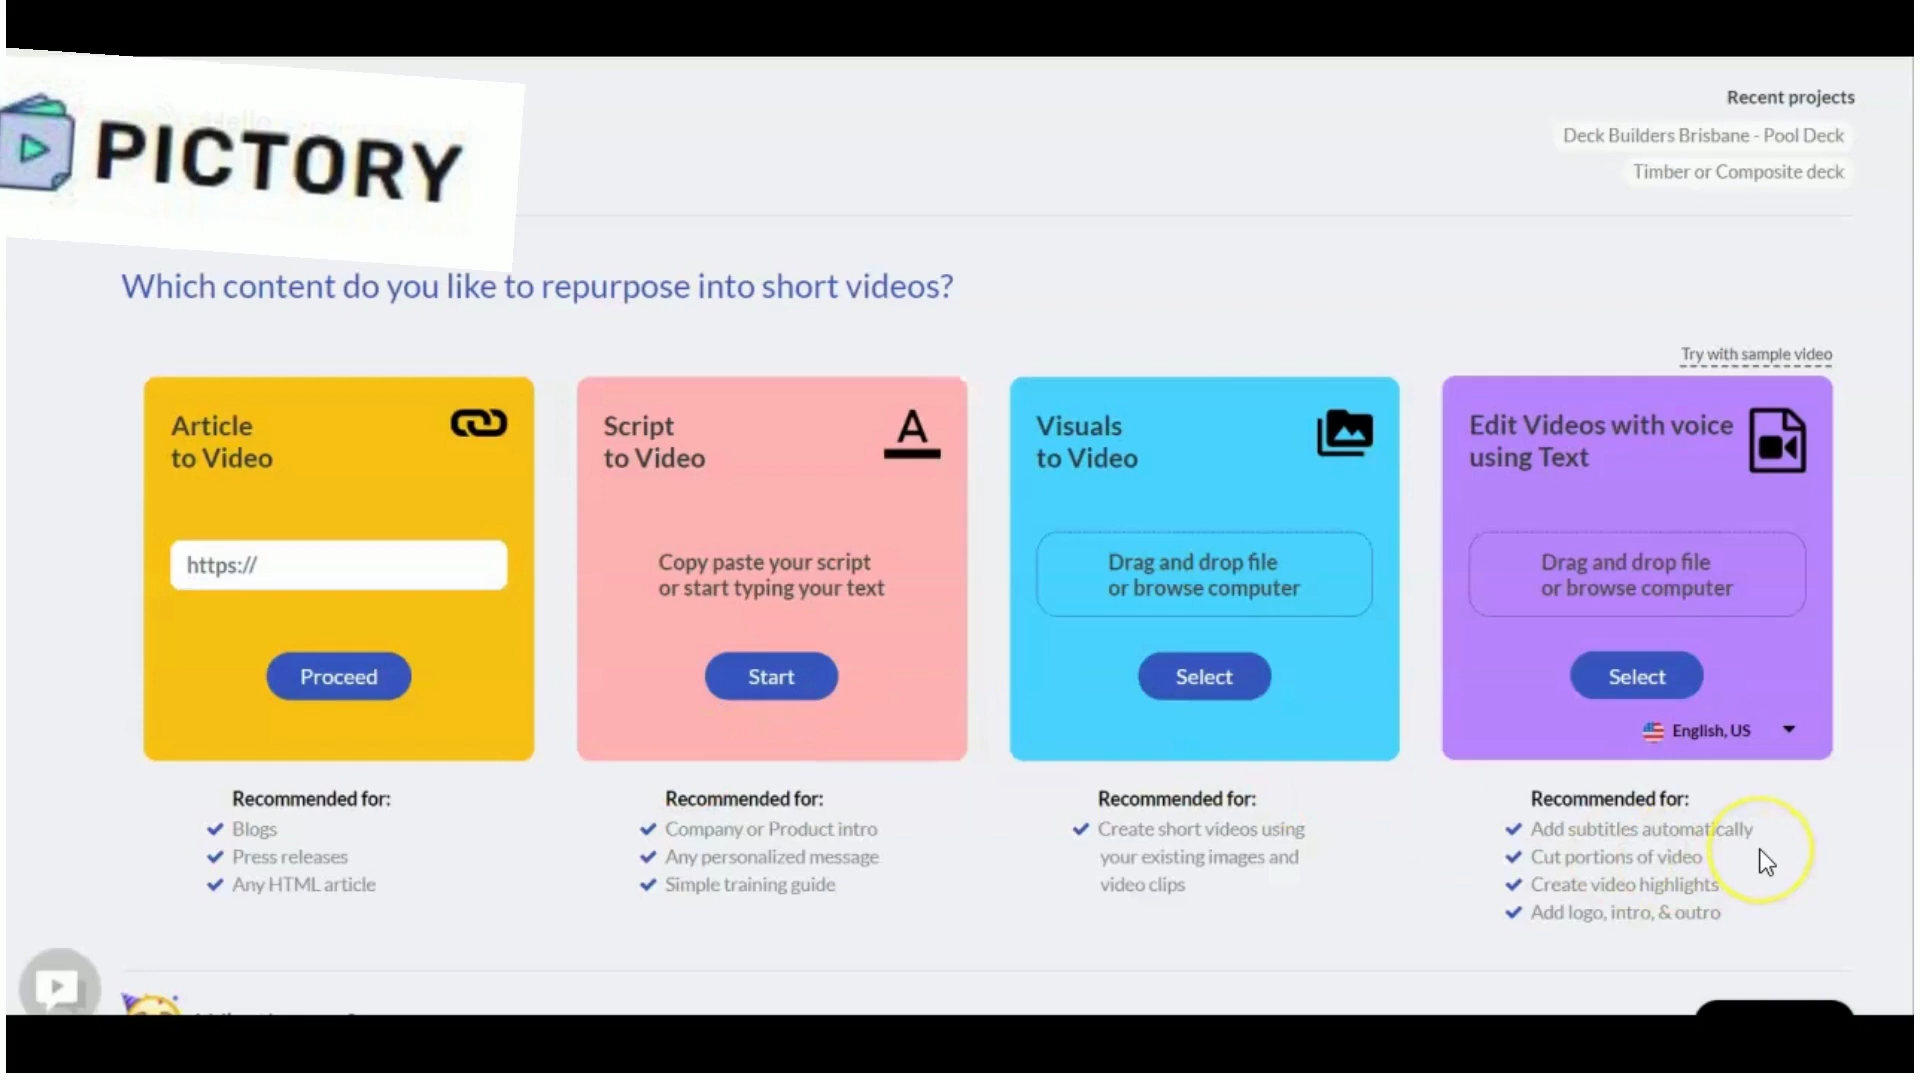 PICTORY
Hello
Recent projects
Deck Builders Brisbane - Pool Deck
Timber or Composite deck
Which content do you like to repurpose into short videos?
Try with sample video
Article
to Video
https://
Proceed
Recommended for:
Blogs
Press releases
Any HTML article
Script
to Video
A
Copy paste your script
or start typing your text
Start
Recommended for:
Company or Product intro
Any personalized message
Simple training guide
Visuals
to Video
Drag and drop file
or browse computer
Select
Recommended for:
Create short videos using
your existing images and
video clips
Edit Videos with voice
using Text
Drag and drop file
or browse computer
Select
English, US
Recommended for:
Add subtitles automatically
Cut portions of video
Create video highlights
Add logo, intro, & outro